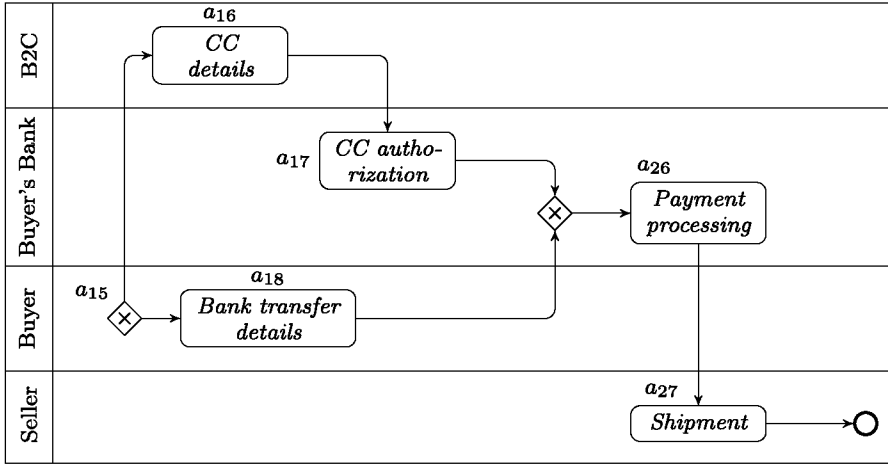 B2C
a16
CC
details
Buyer's Bank
a17
CC autho-
rization
a26
Payment
processing
Buyer
a15
a18
Bank transfer
details
Seller
a27
Shipment